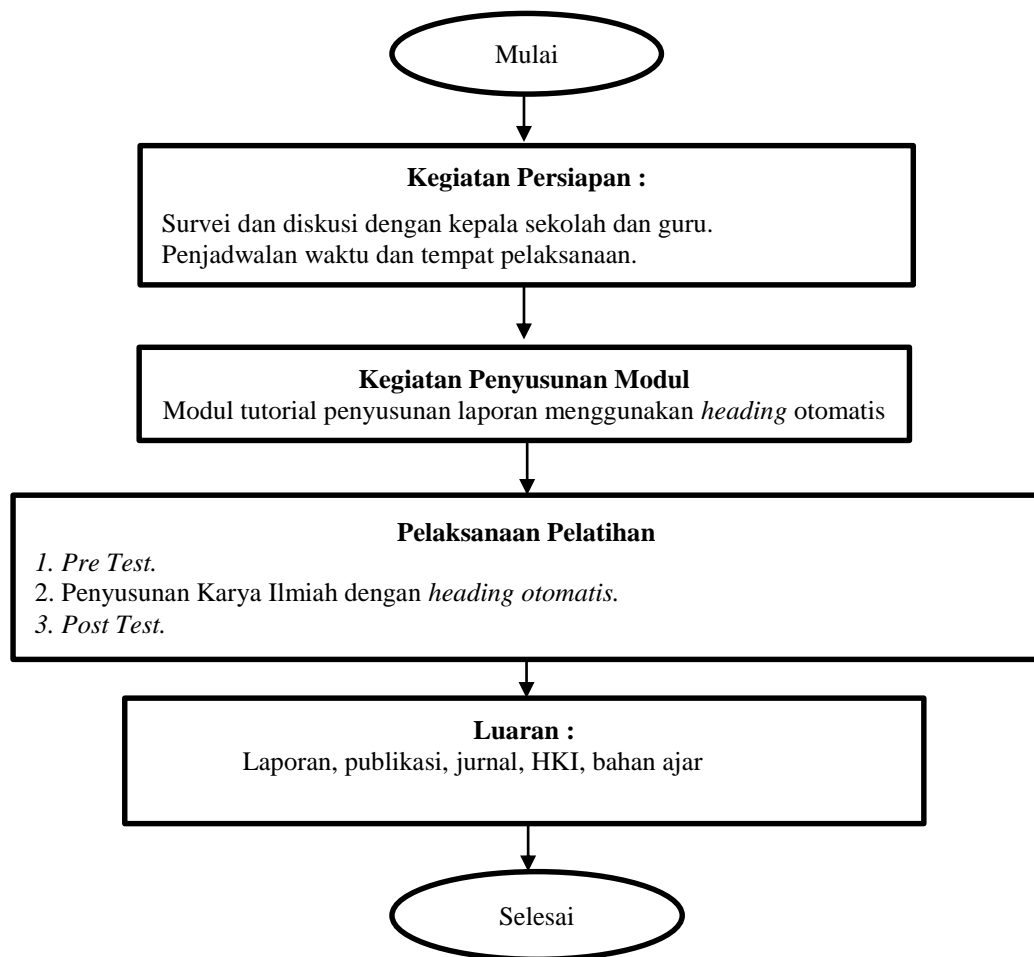 Mulai
Kegiatan Persiapan :
Survei dan diskusi dengan kepala sekolah dan guru.
Penjadwalan waktu dan tempat pelaksanaan.
Kegiatan Penyusunan Modul
Modul tutorial penyusunan laporan menggunakan heading otomatis
Pelaksanaan Pelatihan
1. Pre Test.
2. Penyusunan Karya Ilmiah dengan heading otomatis.
3. Post Test.
Luaran :
Laporan, publikasi, jurnal, HKI, bahan ajar
Selesai